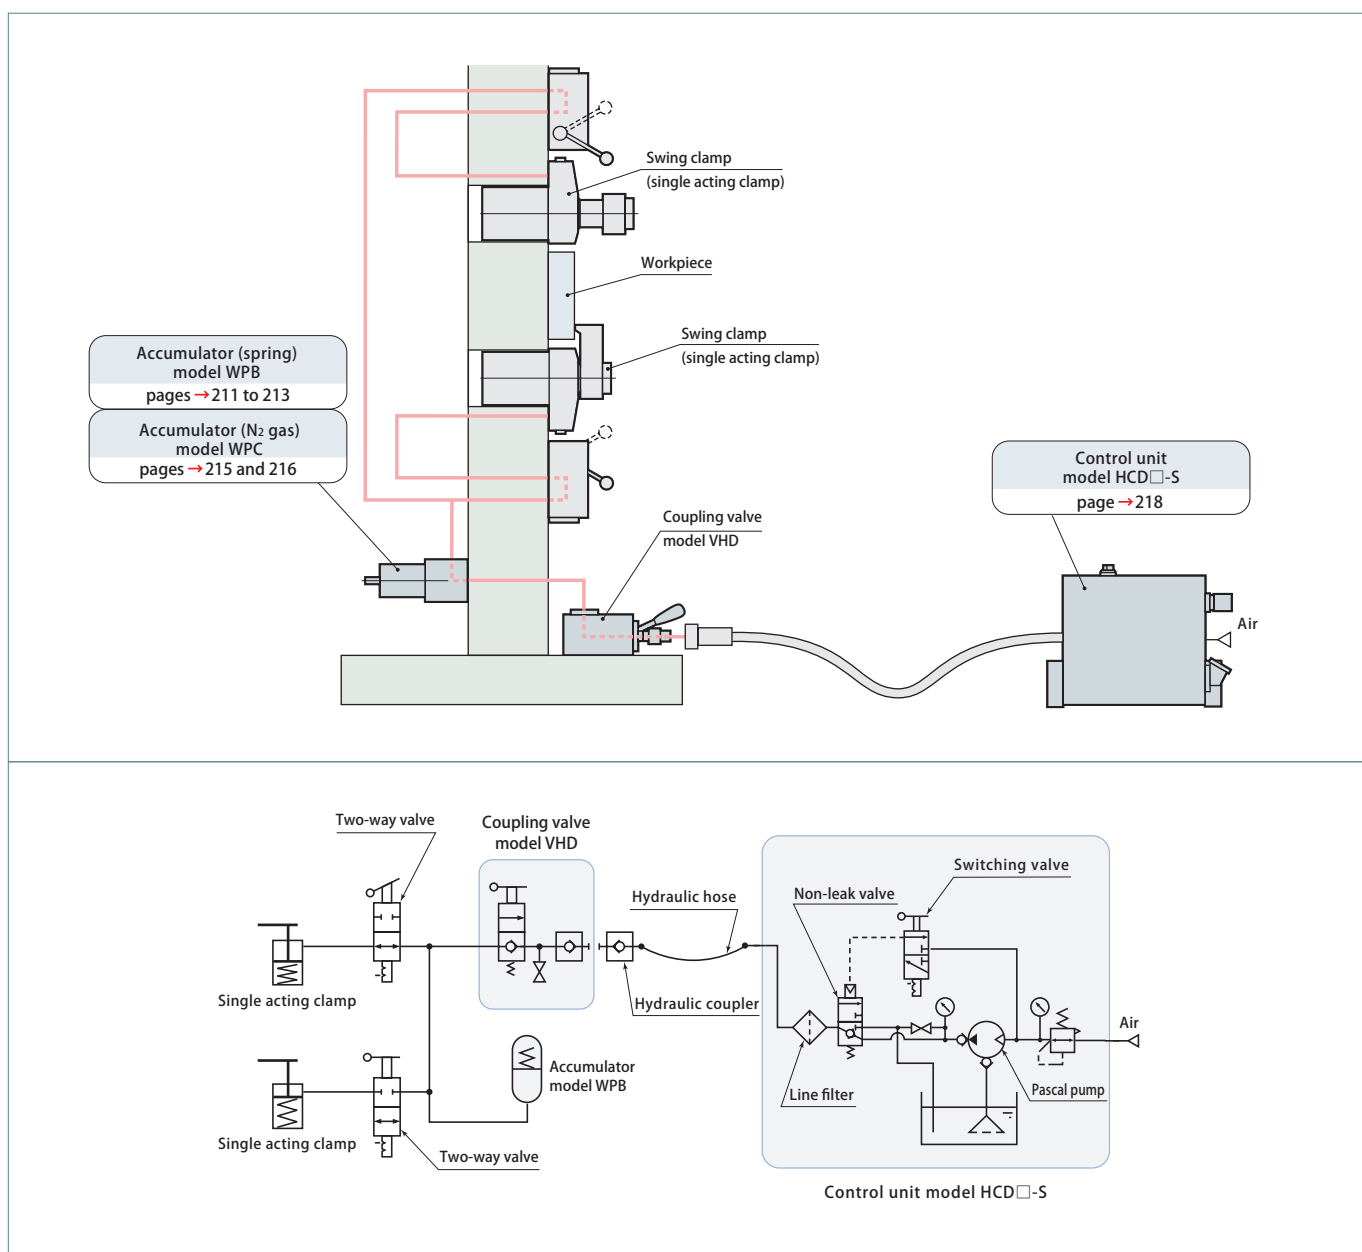 Swing clamp
(single acting clamp)
Workpiece
Swing clamp
(single acting clamp)
Accumulator (spring)
model WPB
pages → 211 to 213
Accumulator (N2 gas)
model WPC
pages → 215 and 216
Control unit
model HCD□-S
page → 218
Coupling valve
model VHD
Air
Two-way valve
Coupling valve
model VHD
Switching valve
Non-leak valve
Hydraulic hose
Single acting clamp
Hydraulic coupler
Air
Accumulator
model WPB
Line filter
Pascal pump
Single acting clamp
Two-way valve
Control unit model HCD□-S